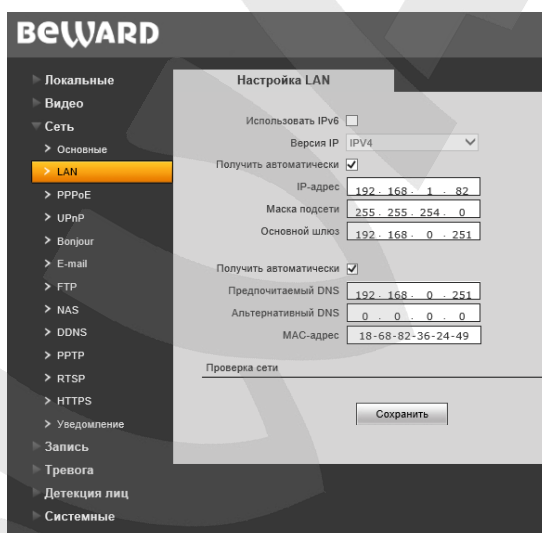 BEWARD
Локальные
Видео
Сеть
Основные
LAN
PPPoE
UPnP
Bonjour
E-mail
FTP
NAS
DDNS
PPTP
RTSP
HTTPS
Уведомление
Запись
Тревога
Детекция лиц
Системные
Настройка LAN
Использовать IPv6
Версия IP IPV4
Получить автоматически
IP-адрес 192 . 168 . 1 . 82
Маска подсети 255 . 255 . 254 . 0
Основной шлюз 192 . 168 . 0 . 251
Получить автоматически
Предпочитаемый DNS 192 . 168 . 0 . 251
Альтернативный DNS 0 . 0 . 0 . 0
MAC-адрес 18-68-82-36-24-49
Проверка сети
Сохранить